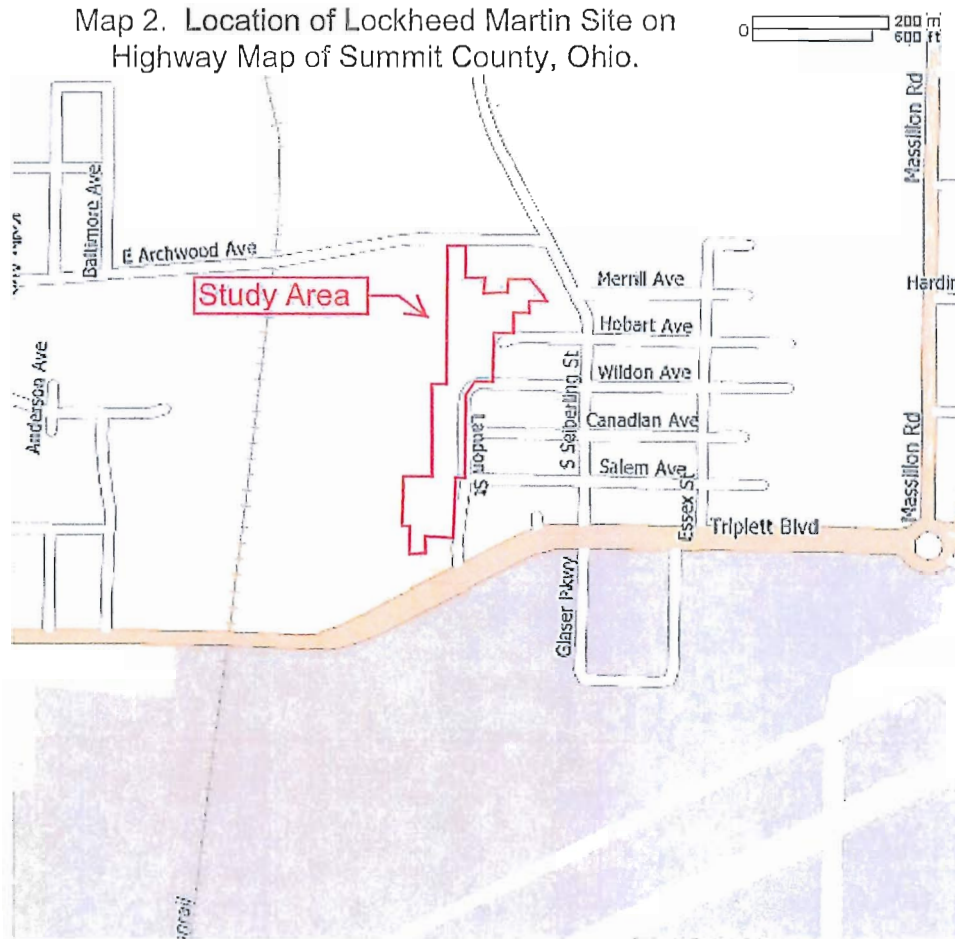 Map 2. Location of Lockheed Martin Site on
Highway Map of Summit County, Ohio.
0
200 m
600 ft
Massillon Rd
Baltimore Ave
E Archwood Ave
Study Area
Merrill Ave
Hardin
Hobart Ave
Wildon Ave
S Seiberling St
Anderson Ave
Canadian Ave
Landon St
Salem Ave
Essex St
Massillon Rd
Triplett Blvd
Glaser Pkwy